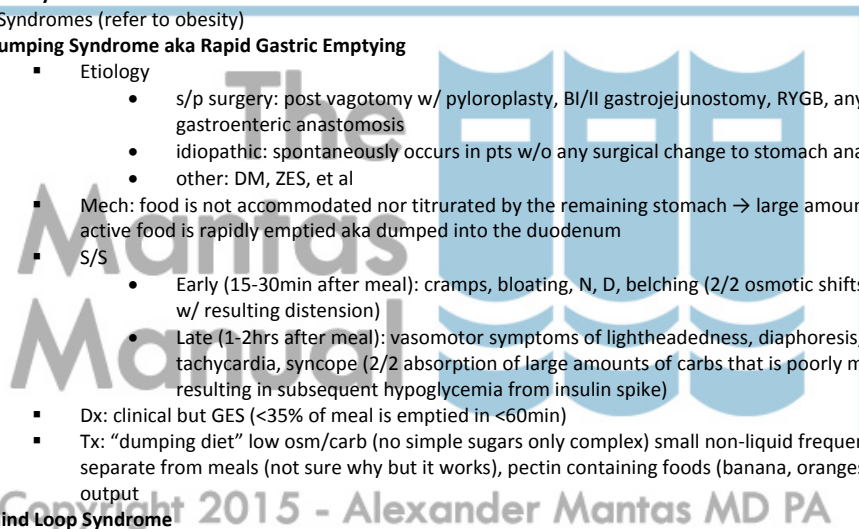 Syndromes (refer to obesity)
umping Syndrome aka Rapid Gastric Emptying
▪ Etiology
• s/p surgery: post vagotomy w/ pyloroplasty, BI/II gastrojejunostomy, RYGB, any
gastroenteric anastomosis
• idiopathic: spontaneously occurs in pts w/o any surgical change to stomach ana
• other: DM, ZES, et al
▪ Mech: food is not accommodated nor titrurated by the remaining stomach → large amoun
active food is rapidly emptied aka dumped into the duodenum
▪ S/S
• Early (15-30min after meal): cramps, bloating, N, D, belching (2/2 osmotic shifts
w/ resulting distension)
• Late (1-2hrs after meal): vasomotor symptoms of lightheadedness, diaphoresis,
tachycardia, syncope (2/2 absorption of large amounts of carbs that is poorly m
resulting in subsequent hypoglycemia from insulin spike)
▪ Dx: clinical but GES (<35% of meal is emptied in <60min)
▪ Tx: “dumping diet” low osm/carb (no simple sugars only complex) small non-liquid frequen
separate from meals (not sure why but it works), pectin containing foods (banana, oranges
output
lind Loop Syndrome
The
Mantas
Manual
Copyright 2015 - Alexander Mantas MD PA